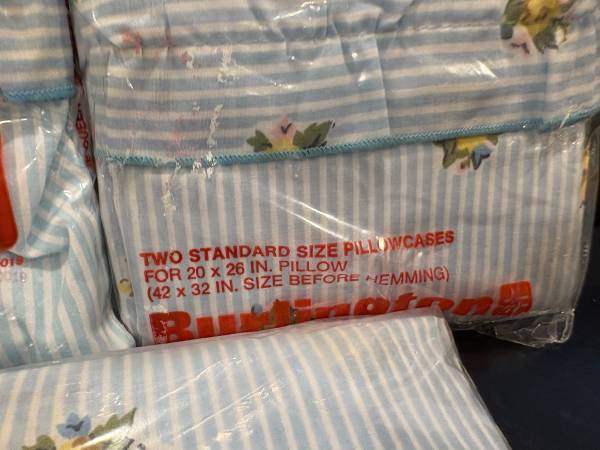 TWO STANDARD SIZE PILLOWCASES
FOR 20 x 26 IN. PILLOW
(42 x 32 IN. SIZE BEFORE HEMMING)
Burlington